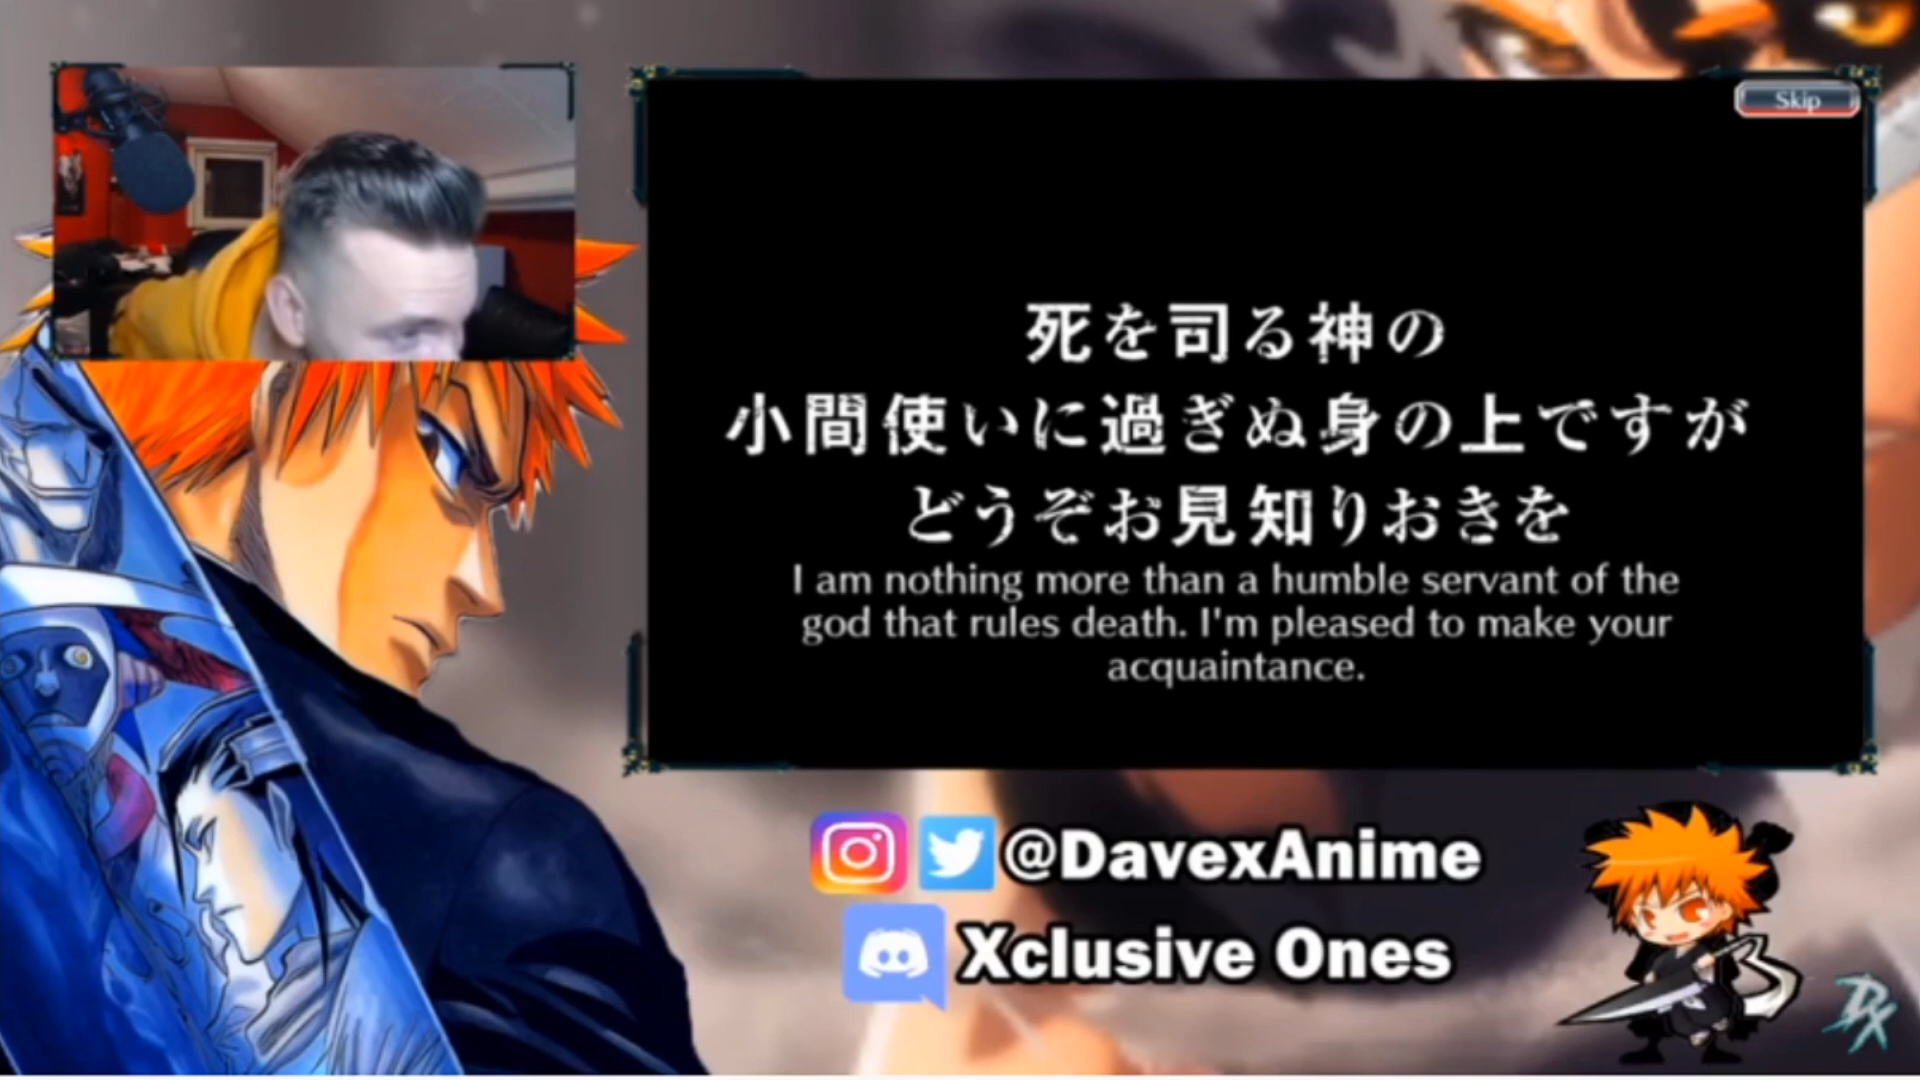 Skip
死を司る神の
小間使いに過ぎぬ身の上ですが
どうぞお見知りおきを
I am nothing more than a humble servant of the
god that rules death. I'm pleased to make your
acquaintance.
@DavexAnime
Xclusive Ones
DX